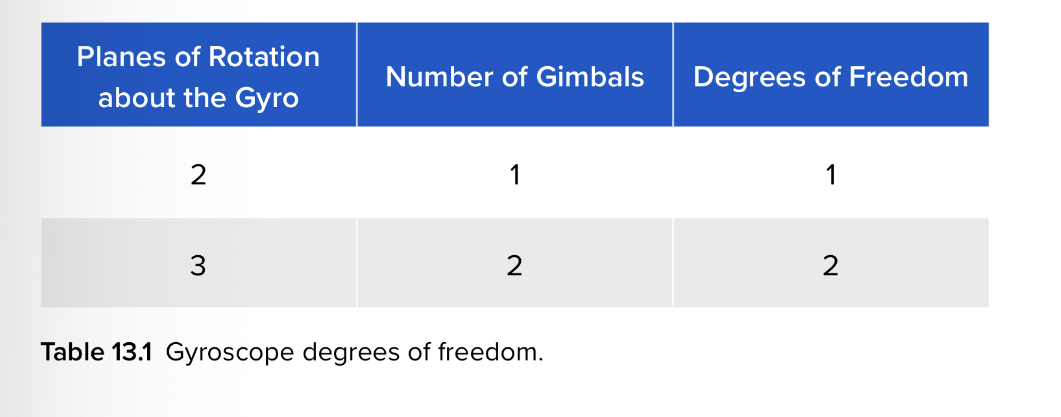 Planes of Rotation
about the Gyro
Number of Gimbals
Degrees of Freedom
2 1 1
3 2 2
Table 13.1 Gyroscope degrees of freedom.